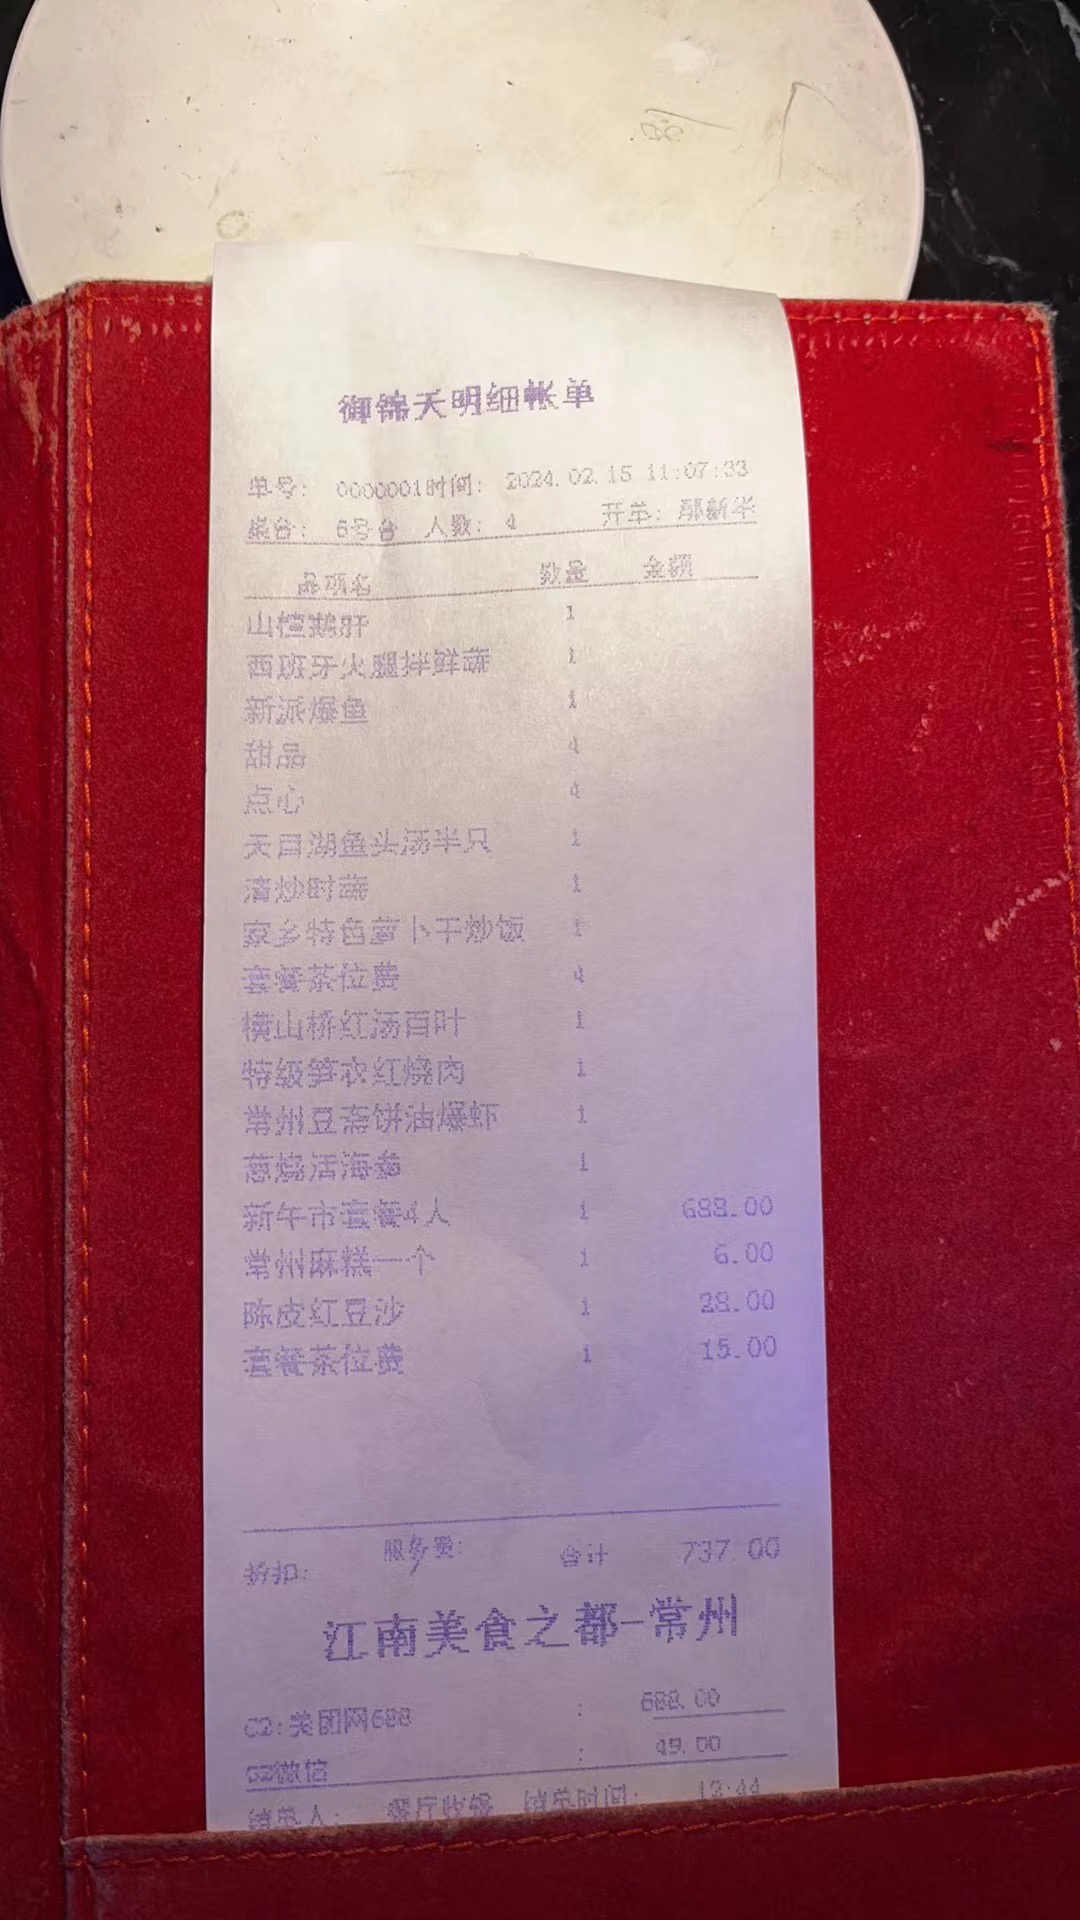 御锦天明细帐单
单号: 0000001时间: 2024.02.15 11:07:33
桌台: 6号台 人数: 4 开单: 新华
品项名 数量 金额
山楂鹅肝 1
西班牙火腿拌鲜蔬 1
新派爆鱼 1
甜品 4
点心 4
天目湖鱼头汤半只 1
清炒时蔬 1
家乡特色萝卜干炒饭 1
套餐茶位费 4
横山桥红汤百叶 1
特级笋衣红烧肉 1
常州豆斋饼油爆虾 1
葱烧活海参 1
新午市套餐4人 1 688.00
常州麻糕一个 1 6.00
陈皮红豆沙 1 28.00
套餐茶位费 1 15.00
折扣: 服务费: 合计 737.00
江南美食之都-常州
C2:美团网688 : 688.00
微信 : 49.00
结单人: 餐厅收银 结单时间: 12:44